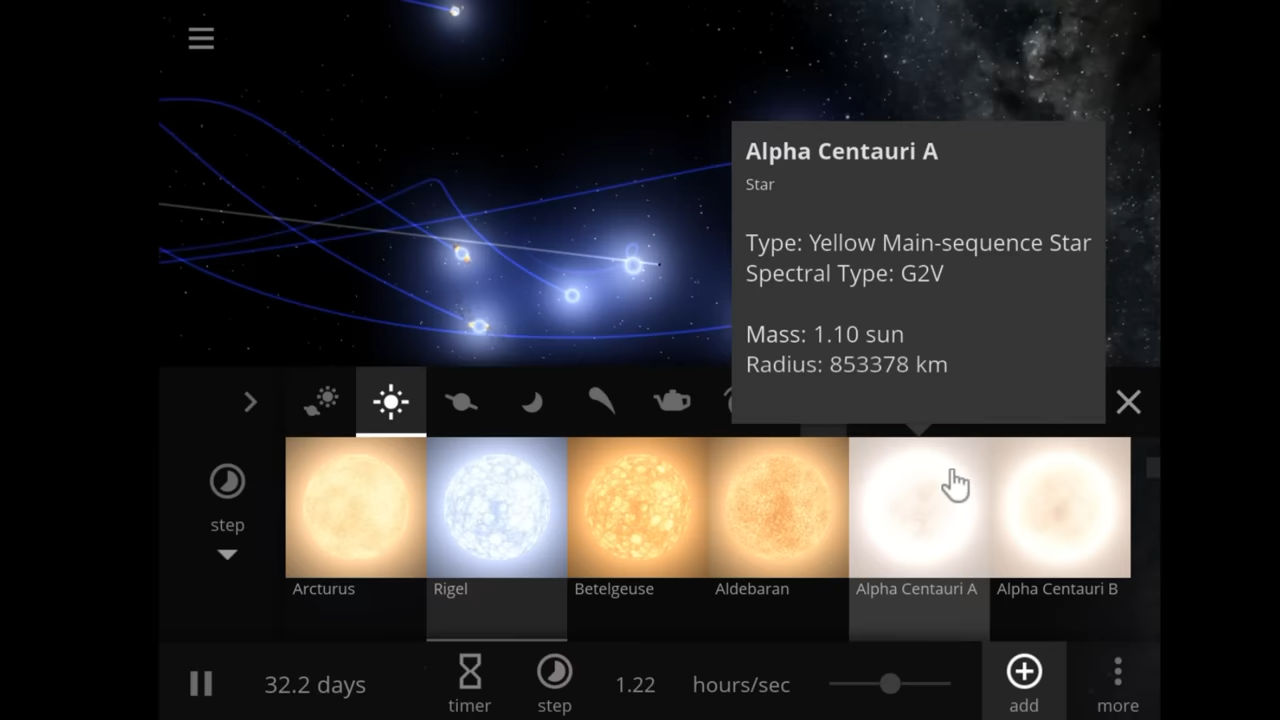 Alpha Centauri A
Star
Type: Yellow Main-sequence Star
Spectral Type: G2V
Mass: 1.10 sun
Radius: 853378 km
step
Arcturus
Rigel
Betelgeuse
Aldebaran
Alpha Centauri A
Alpha Centauri B
32.2 days
timer
step
1.22
hours/sec
add
more